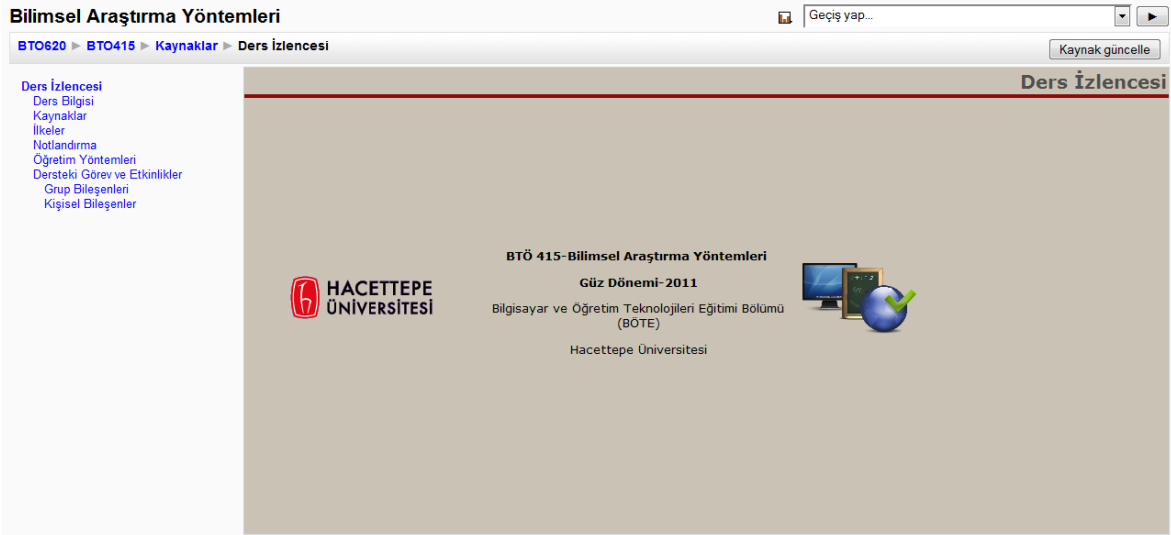 Bilimsel Araştırma Yöntemleri
Geçiş yap...
BTO620 ► BTO415 ► Kaynaklar ► Ders İzlencesi
Kaynak güncelle
Ders İzlencesi
Ders Bilgisi
Kaynaklar
İlkeler
Notlandırma
Öğretim Yöntemleri
Dersteki Görev ve Etkinlikler
Grup Bileşenleri
Kişisel Bileşenler
Ders İzlencesi
HACETTEPE
ÜNİVERSİTESİ
BTÖ 415-Bilimsel Araştırma Yöntemleri
Güz Dönemi-2011
Bilgisayar ve Öğretim Teknolojileri Eğitimi Bölümü
(BÖTE)
Hacettepe Üniversitesi